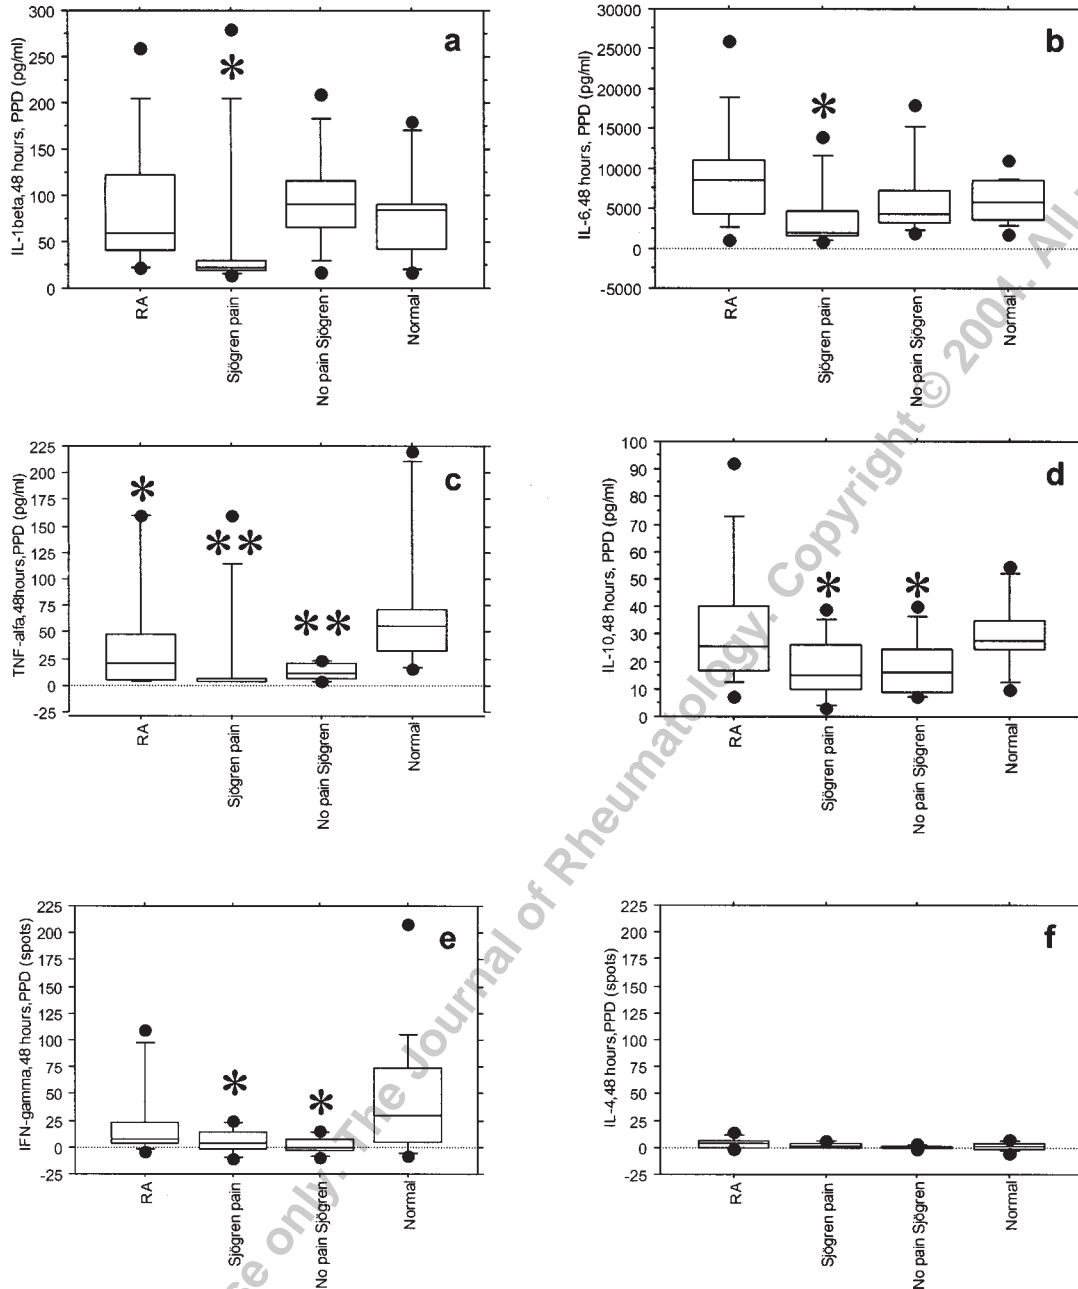 a
IL-1beta,48 hours, PPD (pg/ml)
300
250
200
150
100
50
0
RA
Sjögren pain
No pain Sjögren
Normal
*
b
IL-6,48 hours, PPD (pg/ml)
30000
25000
20000
15000
10000
5000
0
-5000
RA
Sjögren pain
No pain Sjögren
Normal
*
c
TNF-alfa,48hours,PPD (pg/ml)
225
200
175
150
125
100
75
50
25
0
-25
RA
Sjögren pain
No pain Sjögren
Normal
*
**
**
d
IL-10,48 hours, PPD (pg/ml)
100
90
80
70
60
50
40
30
20
10
0
RA
Sjögren pain
No pain Sjögren
Normal
*
*
e
IFN-gamma,48 hours,PPD (spots)
225
200
175
150
125
100
75
50
25
0
-25
RA
Sjögren pain
No pain Sjögren
Normal
*
*
f
IL-4,48 hours,PPD (spots)
225
200
175
150
125
100
75
50
25
0
-25
RA
Sjögren pain
No pain Sjögren
Normal
only. The Journal of Rheumatology. Copyright © 2004. All